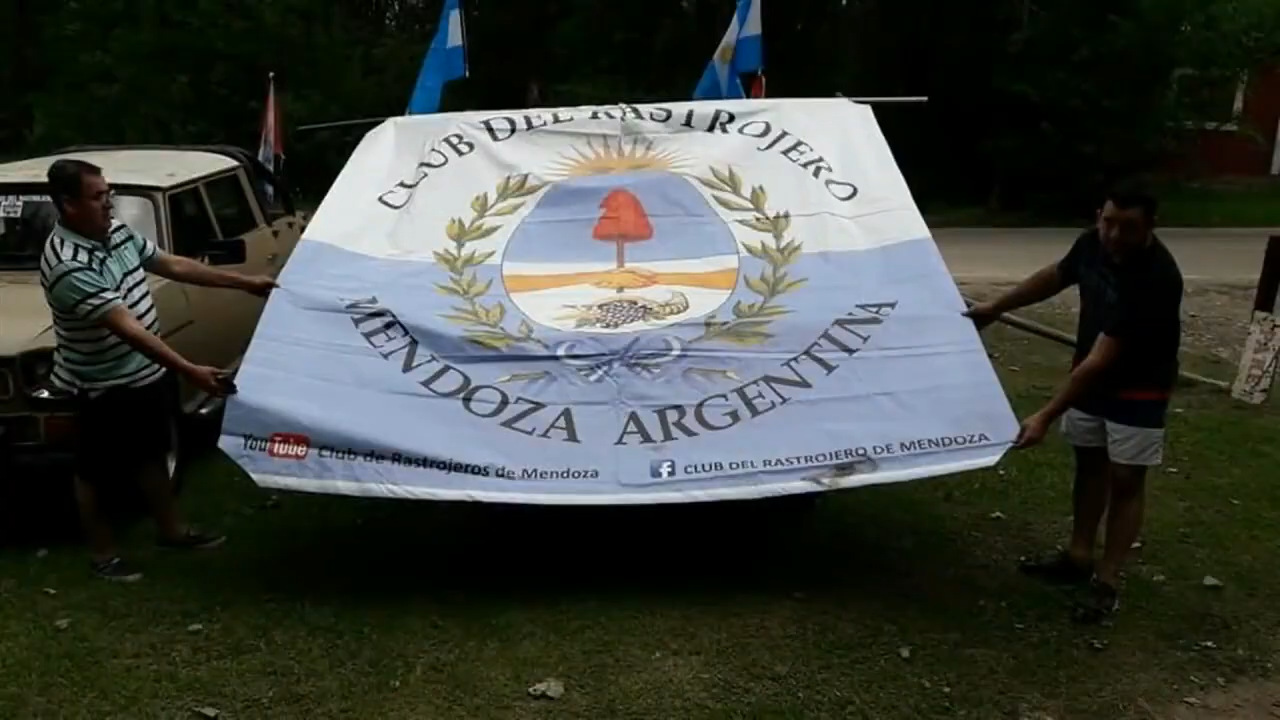 CLUB DEL RASTROJERO
MENDOZA ARGENTINA
YouTube Club de Rastrojeros de Mendoza
f CLUB DEL RASTROJERO DE MENDOZA